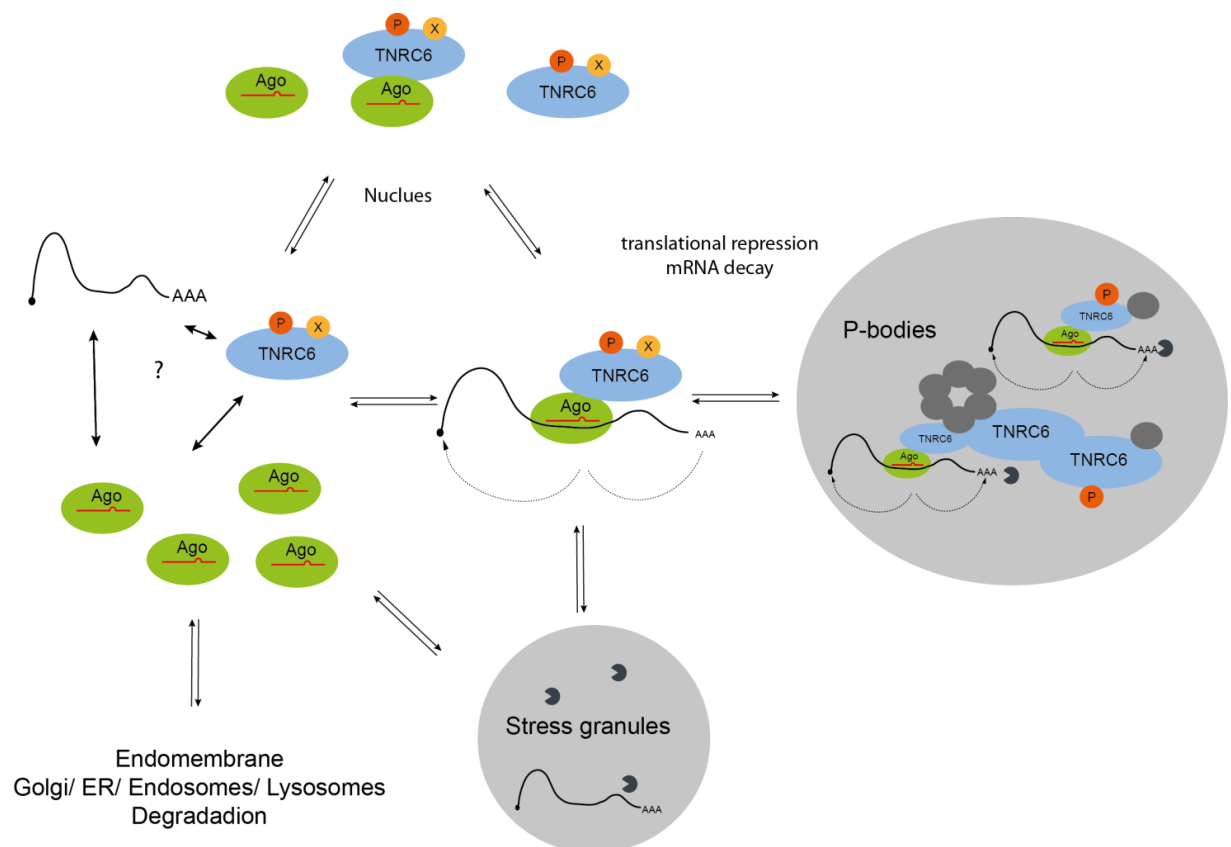 P X
TNRC6
Ago
Ago
P X
TNRC6
Nuclues
translational repression
mRNA decay
AAA
P X
TNRC6
?
P X
TNRC6
Ago
AAA
P-bodies
P
TNRC6
Ago
AAA
TNRC6
TNRC6
Ago
AAA
TNRC6
P
Ago
Ago
Ago
Ago
Stress granules
AAA
Endomembrane
Golgi/ ER/ Endosomes/ Lysosomes
Degradadion